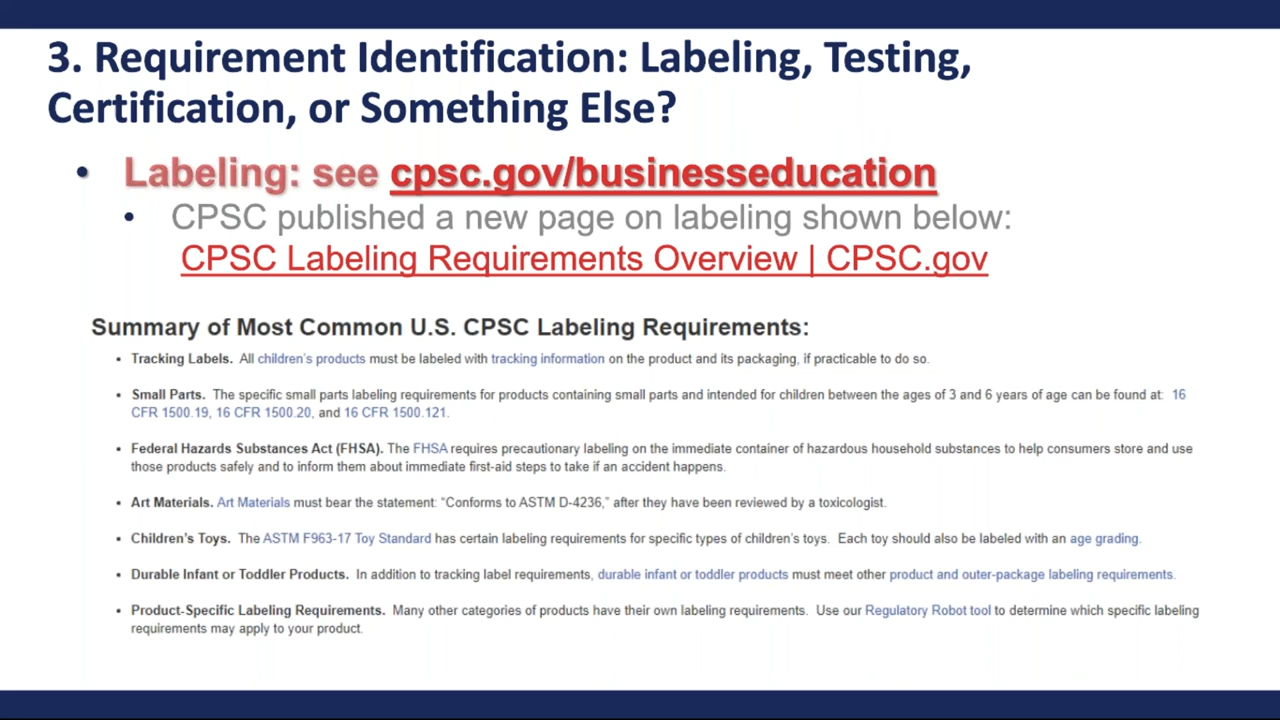 3. Requirement Identification: Labeling, Testing,
Certification, or Something Else?
• Labeling: see cpsc.gov/businesseducation
• CPSC published a new page on labeling shown below:
CPSC Labeling Requirements Overview | CPSC.gov
Summary of Most Common U.S. CPSC Labeling Requirements:
• Tracking Labels. All children's products must be labeled with tracking information on the product and its packaging, if practicable to do so.
• Small Parts. The specific small parts labeling requirements for products containing small parts and intended for children between the ages of 3 and 6 years of age can be found at: 16
CFR 1500.19, 16 CFR 1500.20, and 16 CFR 1500.121.
• Federal Hazards Substances Act (FHSA). The FHSA requires precautionary labeling on the immediate container of hazardous household substances to help consumers store and use
those products safely and to inform them about immediate first-aid steps to take if an accident happens.
• Art Materials. Art Materials must bear the statement: “Conforms to ASTM D-4236,” after they have been reviewed by a toxicologist.
• Children's Toys. The ASTM F963-17 Toy Standard has certain labeling requirements for specific types of children's toys. Each toy should also be labeled with an age grading.
• Durable Infant or Toddler Products. In addition to tracking label requirements, durable infant or toddler products must meet other product and outer-package labeling requirements.
• Product-Specific Labeling Requirements. Many other categories of products have their own labeling requirements. Use our Regulatory Robot tool to determine which specific labeling
requirements may apply to your product.